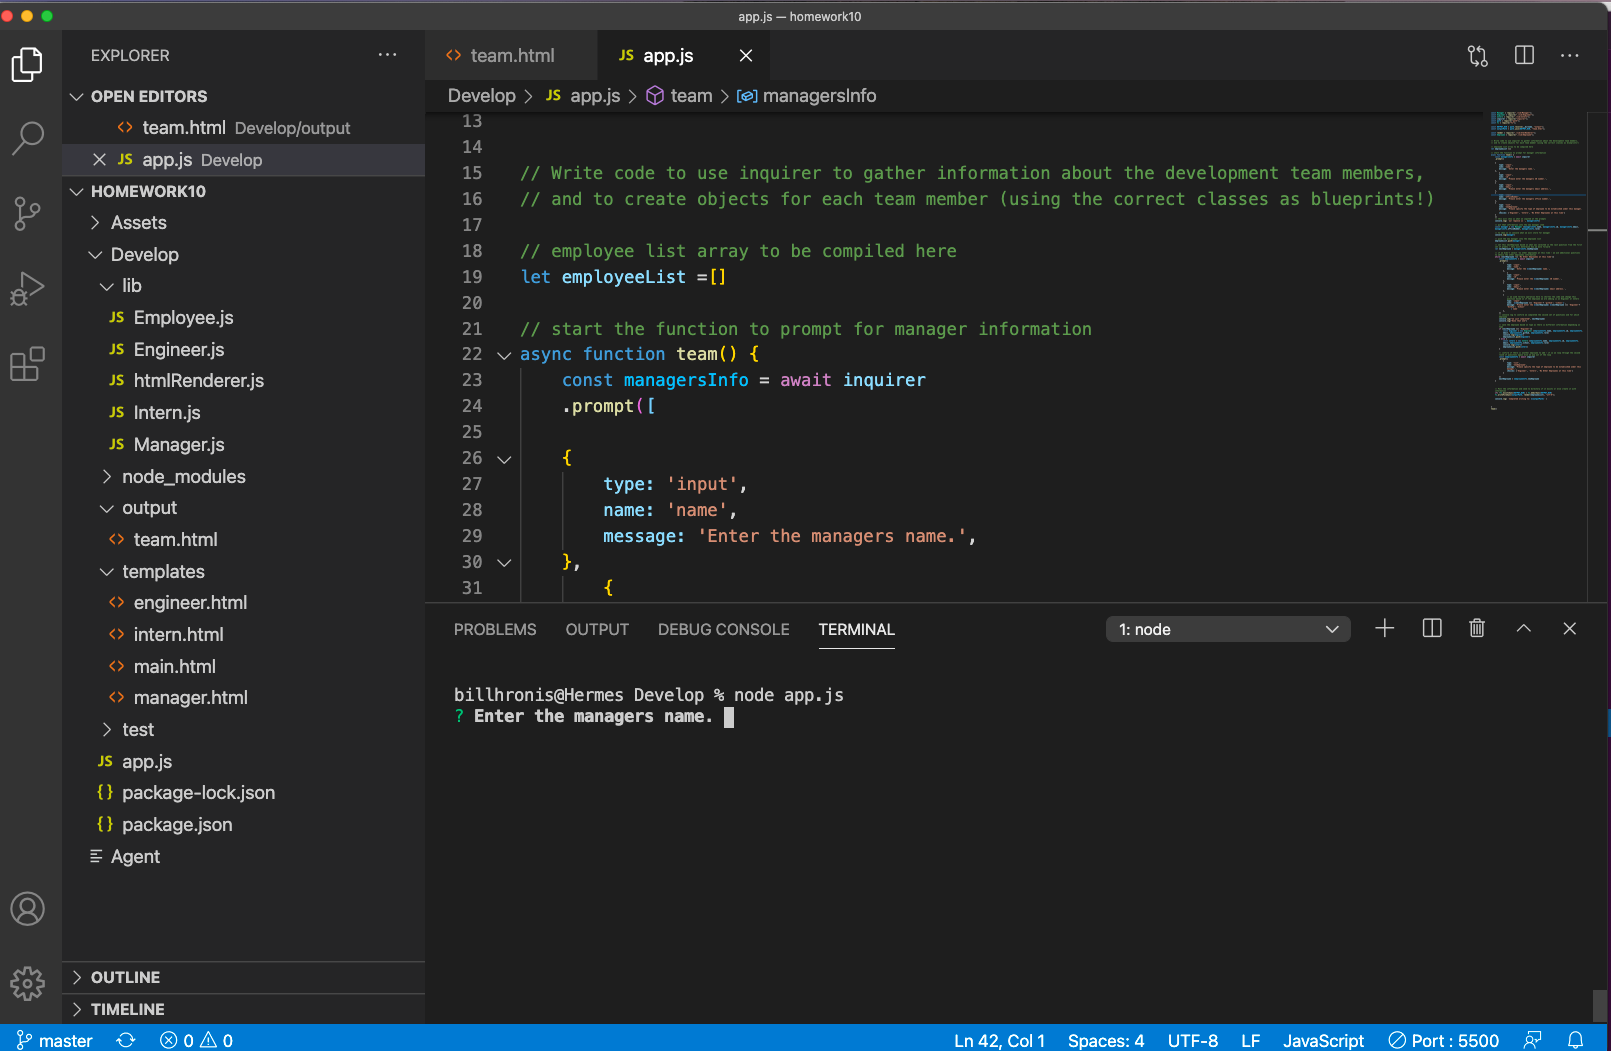 app.js — homework10
EXPLORER
OPEN EDITORS
team.html Develop/output
JS app.js Develop
HOMEWORK10
Assets
Develop
lib
JS Employee.js
JS Engineer.js
JS htmlRenderer.js
JS Intern.js
JS Manager.js
node_modules
output
<> team.html
templates
<> engineer.html
<> intern.html
<> main.html
<> manager.html
test
JS app.js
{} package-lock.json
{} package.json
Agent
OUTLINE
TIMELINE
<> team.html
JS app.js
Develop > JS app.js > team > managersInfo
13
14
15 // Write code to use inquirer to gather information about the development team members,
16 // and to create objects for each team member (using the correct classes as blueprints!)
17
18 // employee list array to be compiled here
19 let employeeList =[]
20
21 // start the function to prompt for manager information
22 async function team() {
23 const managersInfo = await inquirer
24 .prompt([
25
26 {
27 type: 'input',
28 name: 'name',
29 message: 'Enter the managers name.',
30 },
31 {
PROBLEMS OUTPUT DEBUG CONSOLE TERMINAL 1: node
billhronis@Hermes Develop % node app.js
? Enter the managers name.
master 0 0 Ln 42, Col 1 Spaces: 4 UTF-8 LF JavaScript Port : 5500